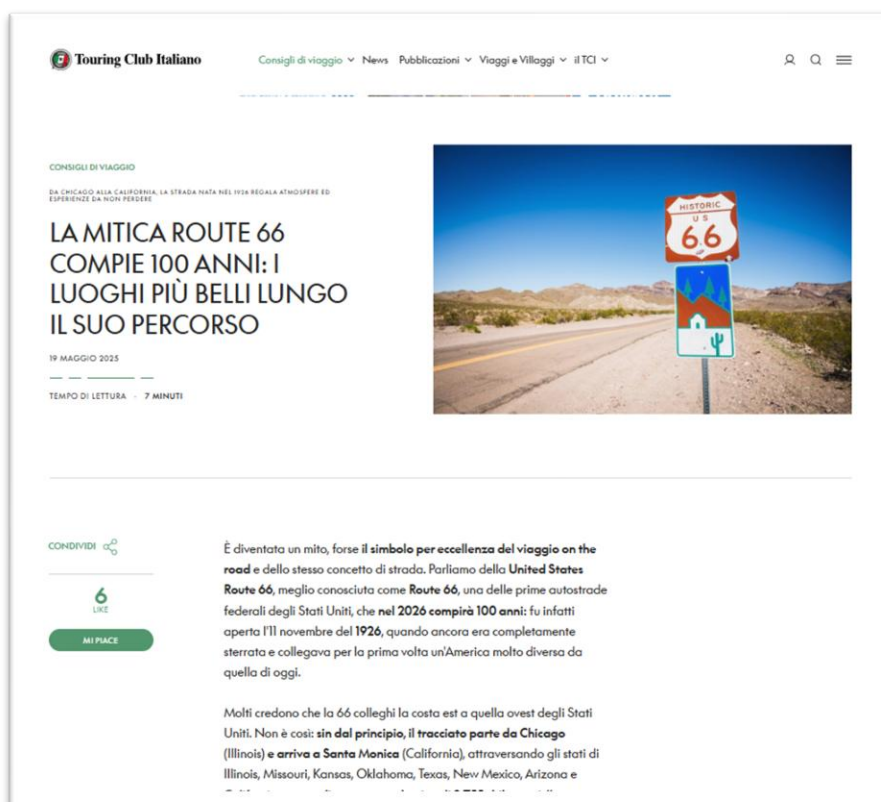 Touring Club Italiano
Consigli di viaggio News Pubblicazioni Viaggi e Villaggi il TCI
CONSIGLI DI VIAGGIO
DA CHICAGO ALLA CALIFORNIA, LA STRADA NATA NEL 1926 REGALA ATMOSFERE ED
ESPERIENZE DA NON PERDERE
LA MITICA ROUTE 66
COMPIE 100 ANNI: I
LUOGHI PIÙ BELLI LUNGO
IL SUO PERCORSO
19 MAGGIO 2025
TEMPO DI LETTURA · 7 MINUTI
HISTORIC
U S
6.6
CONDIVIDI
6
LIKE
MI PIACE
È diventata un mito, forse il simbolo per eccellenza del viaggio on the
road e dello stesso concetto di strada. Parliamo della United States
Route 66, meglio conosciuta come Route 66, una delle prime autostrade
federali degli Stati Uniti, che nel 2026 compirà 100 anni: fu infatti
aperta l'11 novembre del 1926, quando ancora era completamente
sterrata e collegava per la prima volta un'America molto diversa da
quella di oggi.
Molti credono che la 66 colleghi la costa est a quella ovest degli Stati
Uniti. Non è così: sin dal principio, il tracciato parte da Chicago
(Illinois) e arriva a Santa Monica (California), attraversando gli stati di
Illinois, Missouri, Kansas, Oklahoma, Texas, New Mexico, Arizona e